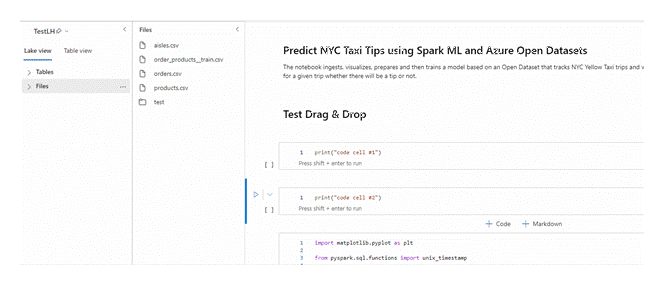 TestLH
Lake view
Table view
Tables
Files
Files
aisles.csv
order_products__train.csv
orders.csv
products.csv
test
Predict NYC Taxi Tips using Spark ML and Azure Open Datasets
The notebook ingests, visualizes, prepares and then trains a model based on an Open Dataset that tracks NYC Yellow Taxi trips and v
for a given trip whether there will be a tip or not.
Test Drag & Drop
1 print("code cell #1")
[ ] Press shift + enter to run
1 print("code cell #2")
[ ] Press shift + enter to run
+ Code + Markdown
1 import matplotlib.pyplot as plt
2
3 from pyspark.sql.functions import unix_timestamp